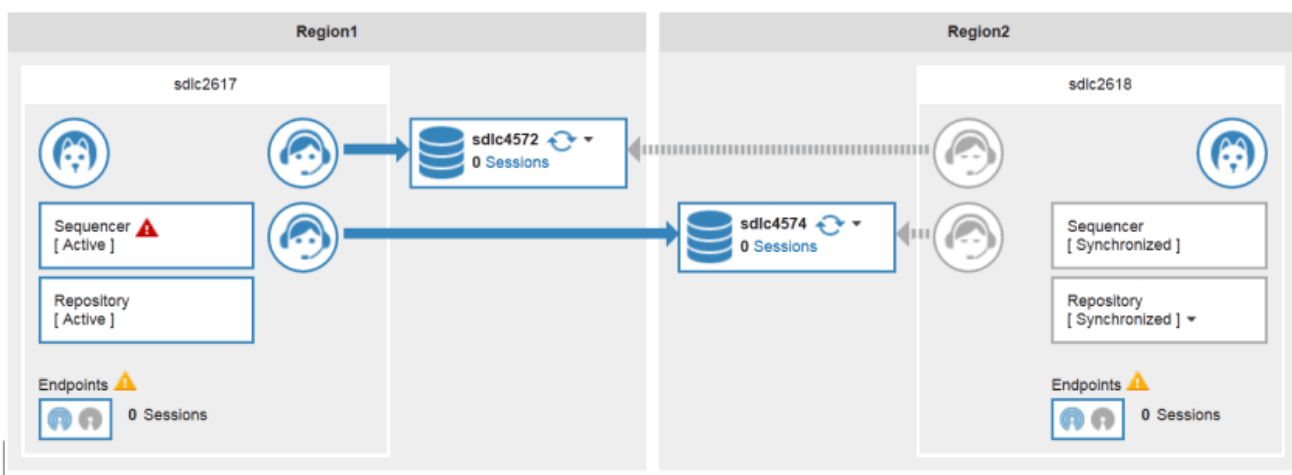 Region1
Region2
sdlc2617
sdlc2618
sdlc4572
0 Sessions
sdlc4574
0 Sessions
Sequencer
[ Active ]
Sequencer
[ Synchronized ]
Repository
[ Active ]
Repository
[ Synchronized ]
Endpoints
0 Sessions
Endpoints
0 Sessions